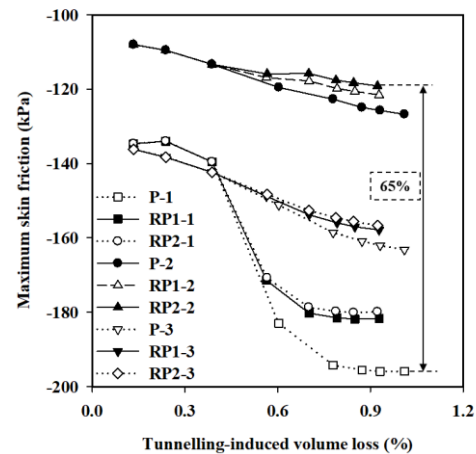 Maximum skin friction (kPa)
-100
-120
-140
-160
-180
-200
65%
P-1
RP1-1
RP2-1
P-2
RP1-2
RP2-2
P-3
RP1-3
RP2-3
0.0
0.3
0.6
0.9
1.2
Tunnelling-induced volume loss (%)